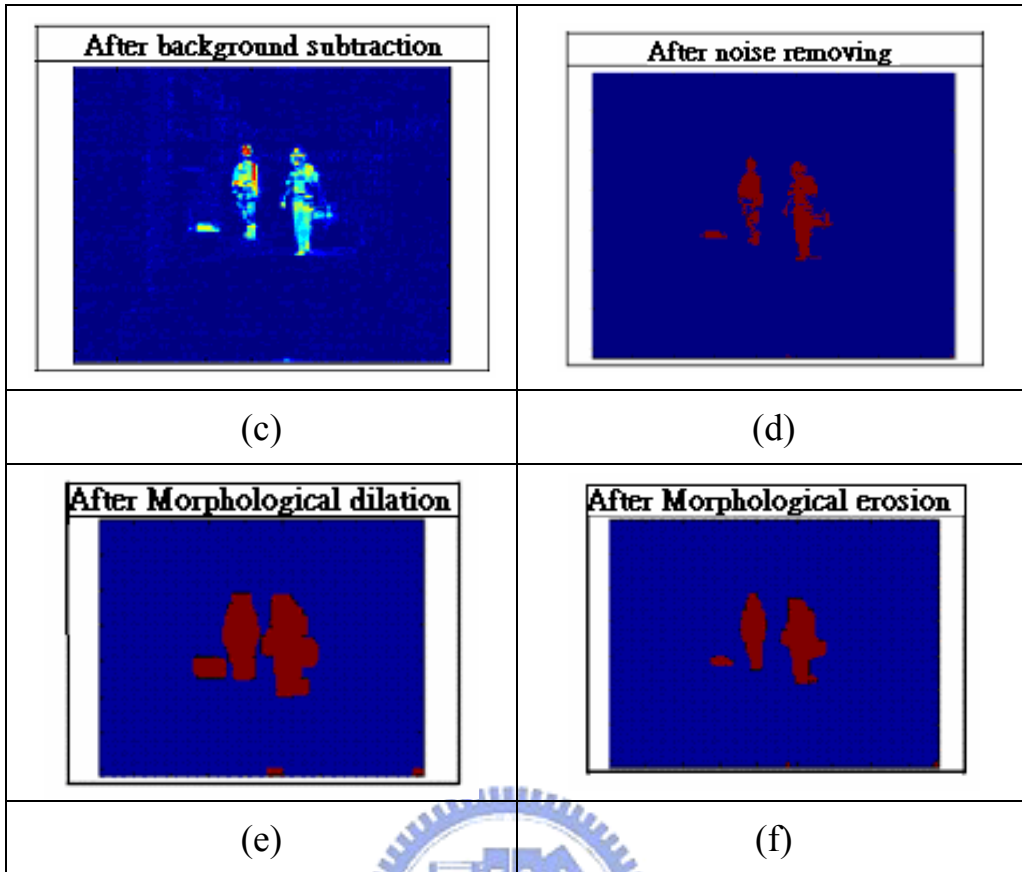 After background subtraction
After noise removing
(c)
(d)
After Morphological dilation
After Morphological erosion
(e)
(f)